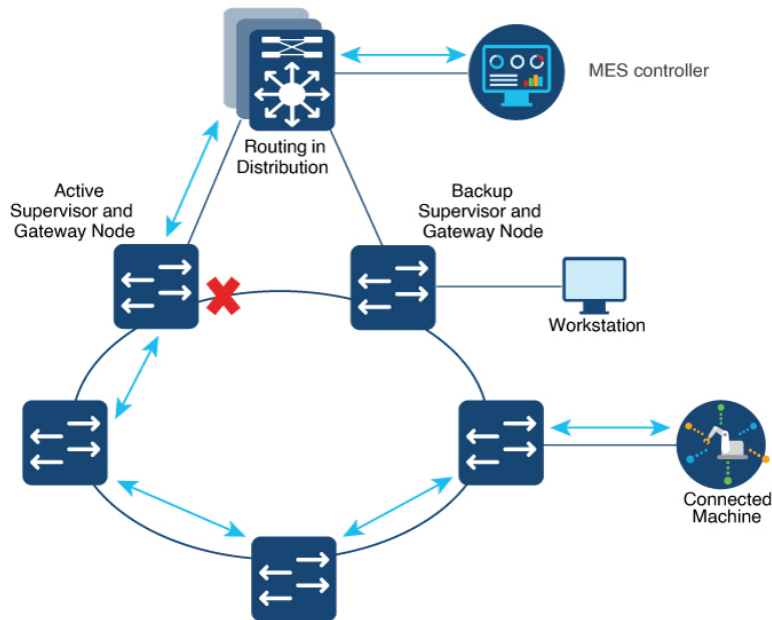 MES controller
Routing in
Distribution
Active
Supervisor and
Gateway Node
Backup
Supervisor and
Gateway Node
Workstation
Connected
Machine